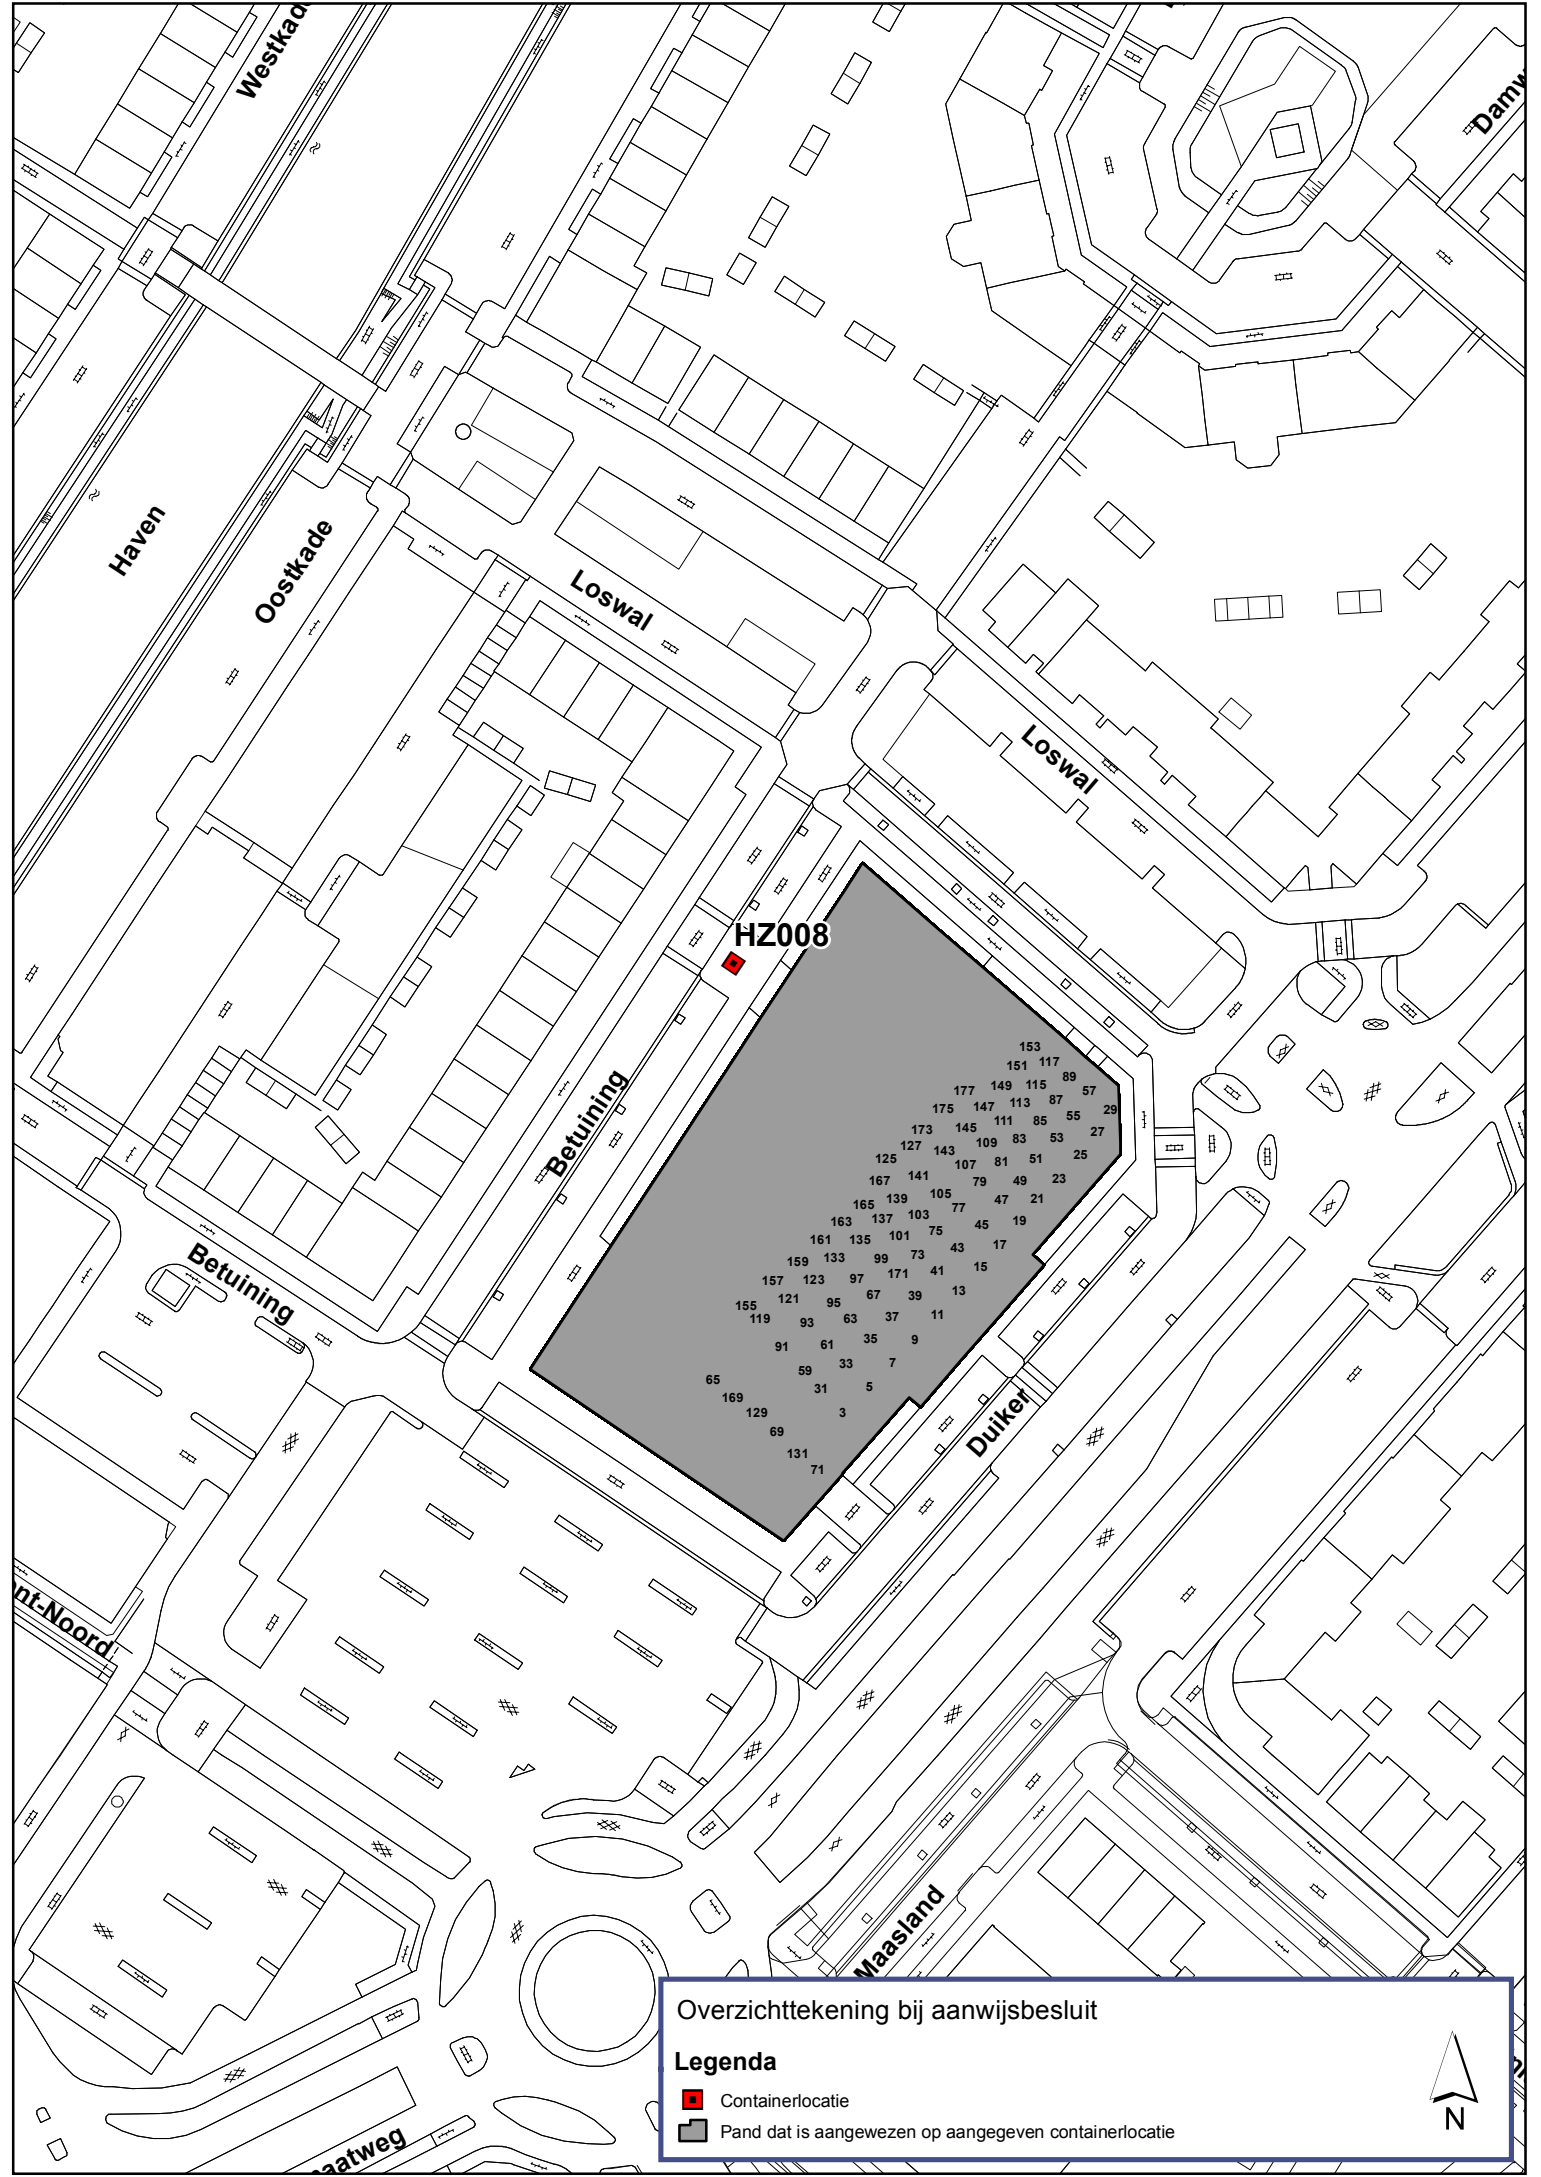 Haven
Oostkade
Loswal
Loswal
HZ008
Betuining
Betuining
153
151 117
149 115 89
177 147 113 87 57
175 145 111 85 55 29
173 143 109 83 53 27
127 107 81 51 25
125 141 79 49 23
167 139 105 77 47 21
165 137 103 75 45 19
163 135 101 73 43 17
161 133 99 171 41 15
159 123 97 67 39 13
157 121 95 63 37 11
155 119 93 61 35 9
91 59 33 7
65 31 5
169 3
129
69
131
71
Duiker
Maasland
Overzichttekening bij aanwijsbesluit
Legenda
Containerlocatie
Pand dat is aangewezen op aangegeven containerlocatie
N